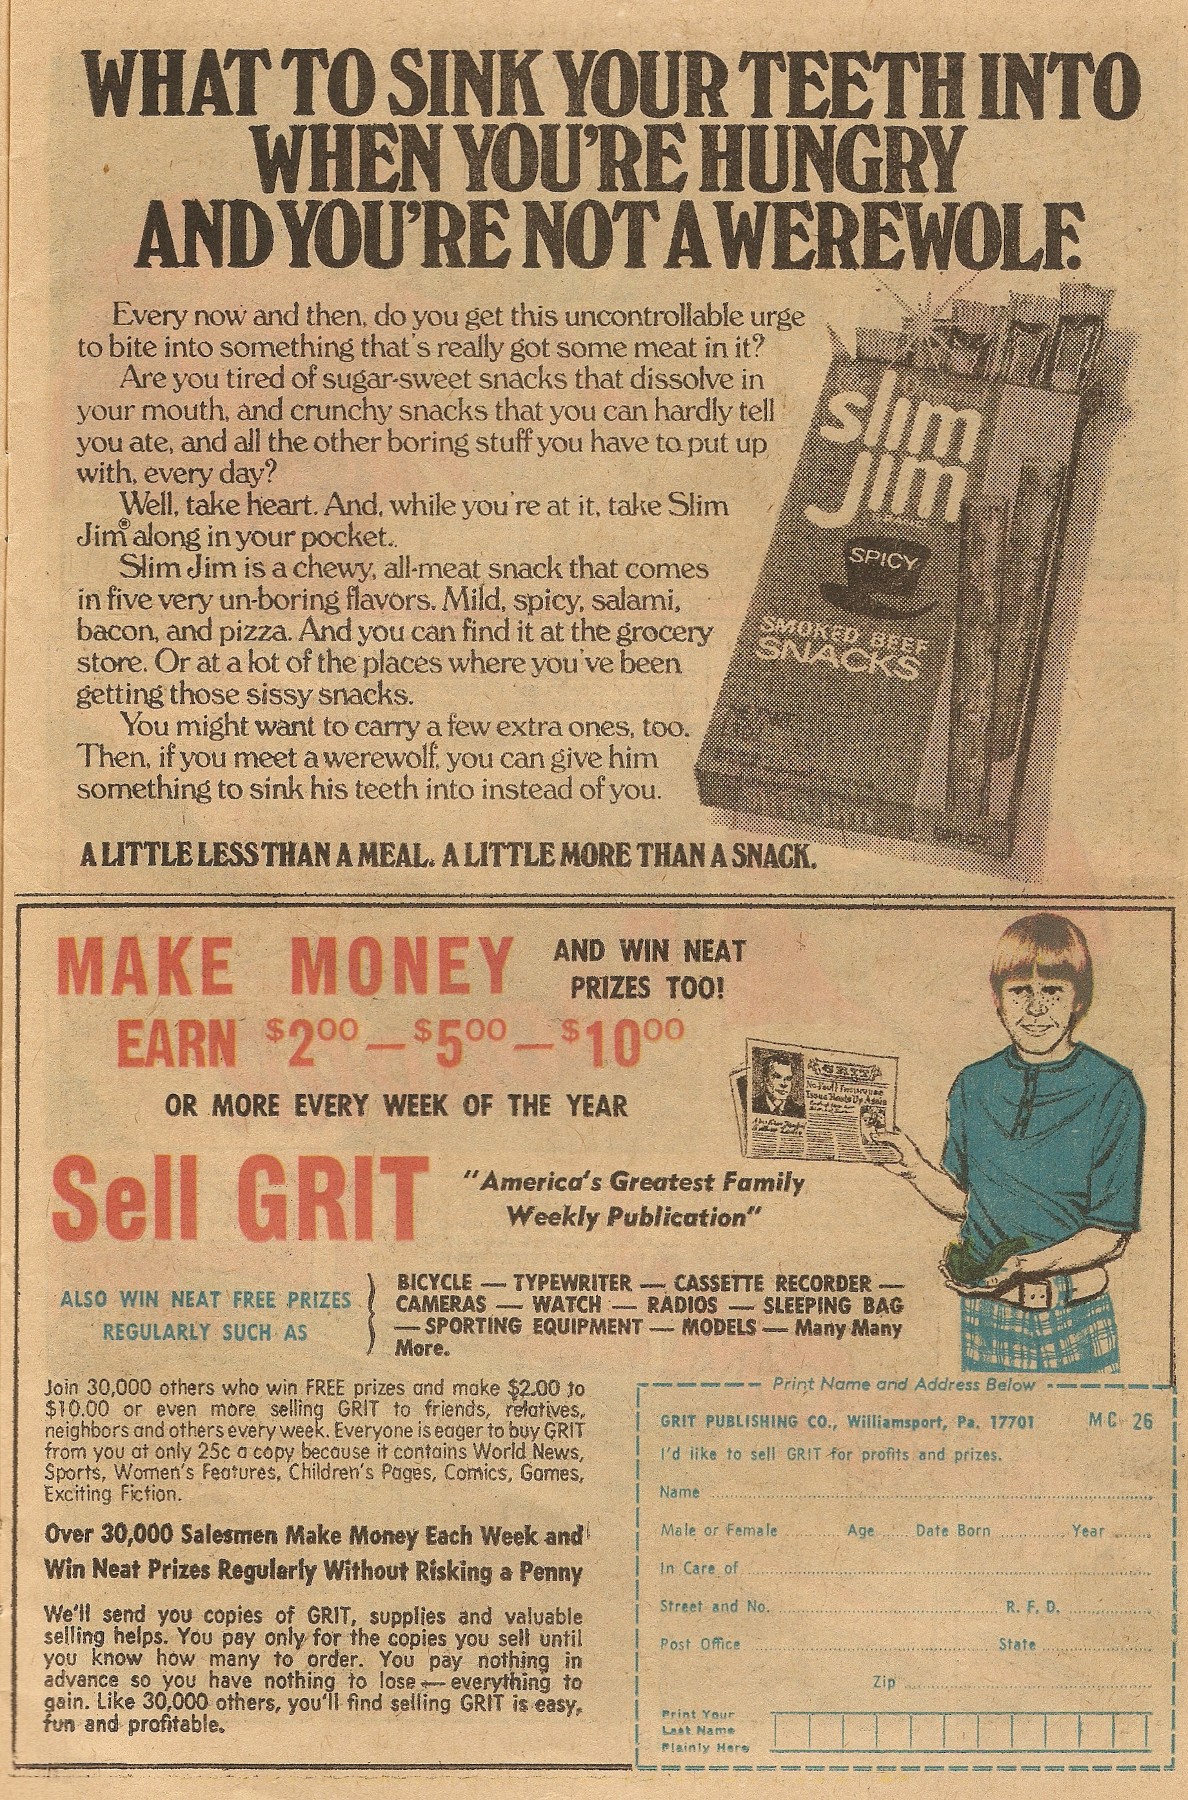 WHAT TO SINK YOUR TEETH INTO
WHEN YOU'RE HUNGRY
AND YOU'RE NOT A WEREWOLF.
Every now and then, do you get this uncontrollable urge
to bite into something that's really got some meat in it?
Are you tired of sugar-sweet snacks that dissolve in
your mouth, and crunchy snacks that you can hardly tell
you ate, and all the other boring stuff you have to put up
with, every day?
Well, take heart. And, while you're at it, take Slim
Jim® along in your pocket.
Slim Jim is a chewy, all-meat snack that comes
in five very un-boring flavors. Mild, spicy, salami,
bacon, and pizza. And you can find it at the grocery
store. Or at a lot of the places where you've been
getting those sissy snacks.
You might want to carry a few extra ones, too.
Then, if you meet a werewolf, you can give him
something to sink his teeth into instead of you.
slim
jim
SPICY
SMOKED BEEF
SNACKS
A LITTLE LESS THAN A MEAL. A LITTLE MORE THAN A SNACK.
MAKE MONEY
AND WIN NEAT
PRIZES TOO!
EARN $2.00—$5.00—$10.00
OR MORE EVERY WEEK OF THE YEAR
GRIT
Sell GRIT
"America's Greatest Family
Weekly Publication"
ALSO WIN NEAT FREE PRIZES
REGULARLY SUCH AS
BICYCLE — TYPEWRITER — CASSETTE RECORDER —
CAMERAS — WATCH — RADIOS — SLEEPING BAG
— SPORTING EQUIPMENT — MODELS — Many Many
More.
Join 30,000 others who win FREE prizes and make $2.00 to
$10.00 or even more selling GRIT to friends, relatives,
neighbors and others every week. Everyone is eager to buy GRIT
from you at only 25c a copy because it contains World News,
Sports, Women's Features, Children's Pages, Comics, Games,
Exciting Fiction.
Over 30,000 Salesmen Make Money Each Week and
Win Neat Prizes Regularly Without Risking a Penny
We'll send you copies of GRIT, supplies and valuable
selling helps. You pay only for the copies you sell until
you know how many to order. You pay nothing in
advance so you have nothing to lose — everything to
gain. Like 30,000 others, you'll find selling GRIT is easy,
fun and profitable.
Print Name and Address Below
GRIT PUBLISHING CO., Williamsport, Pa. 17701 MC 26
I'd like to sell GRIT for profits and prizes.
Name
Male or Female Age Date Born Year
In Care of
Street and No. R. F. D.
Post Office State
Zip
Print Your
Last Name
Plainly Here